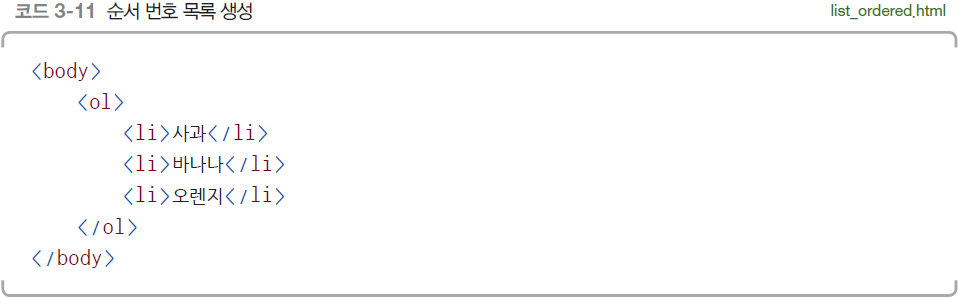 코드 3-11 순서 번호 목록 생성 list_ordered.html
<body>
<ol>
<li>사과</li>
<li>바나나</li>
<li>오렌지</li>
</ol>
</body>